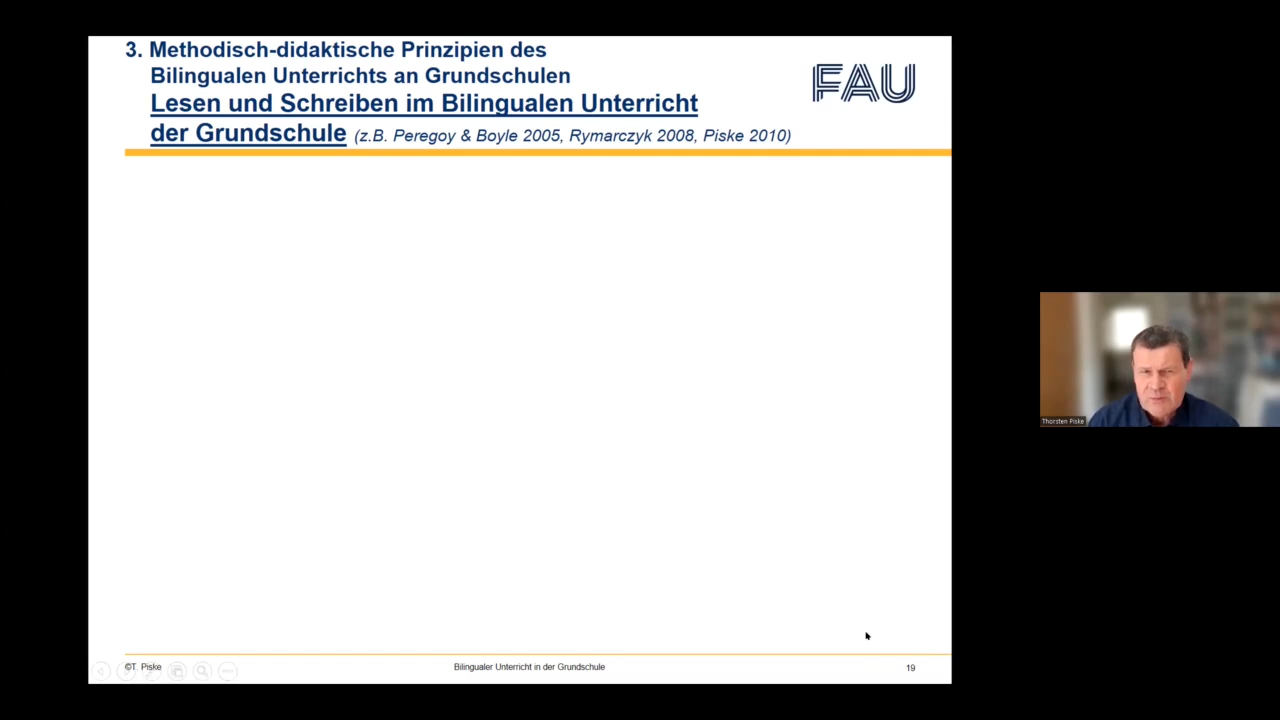 3. Methodisch-didaktische Prinzipien des
Bilingualen Unterrichts an Grundschulen
Lesen und Schreiben im Bilingualen Unterricht
der Grundschule (z.B. Peregoy & Boyle 2005, Rymarczyk 2008, Piske 2010)
FAU
Thorsten Piske
©T. Piske
Bilingualer Unterricht in der Grundschule
19